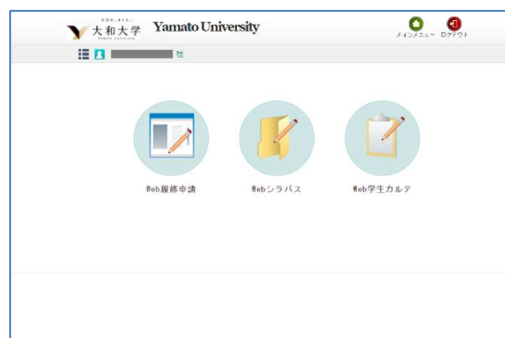 大和大学 Yamato University
メインメニュー ログアウト
Web履修申請 Webシラバス Web学生カルテ